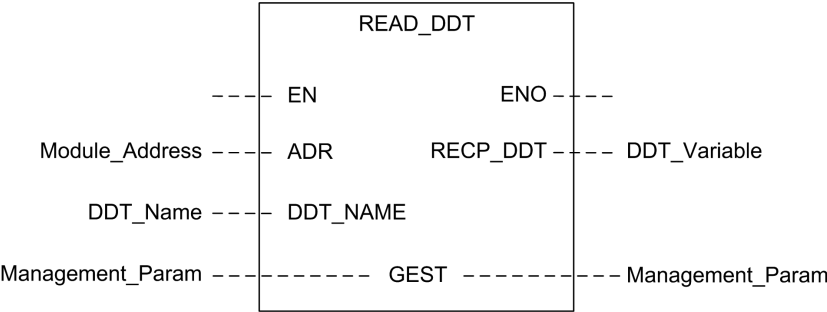 READ_DDT
EN ENO
Module_Address ADR RECP_DDT DDT_Variable
DDT_Name DDT_NAME
Management_Param GEST Management_Param